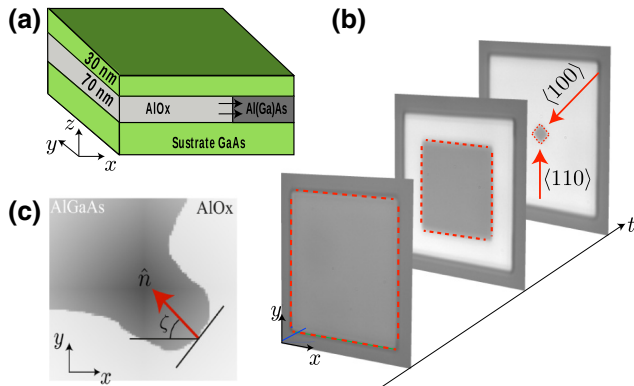 (a)
30 nm
70 nm
AlOx
Al(Ga)As
Sustrate GaAs
z
y
x
(b)
⟨100⟩
⟨110⟩
t
y
x
(c)
AlGaAs
AlOx
n̂
ζ
y
x